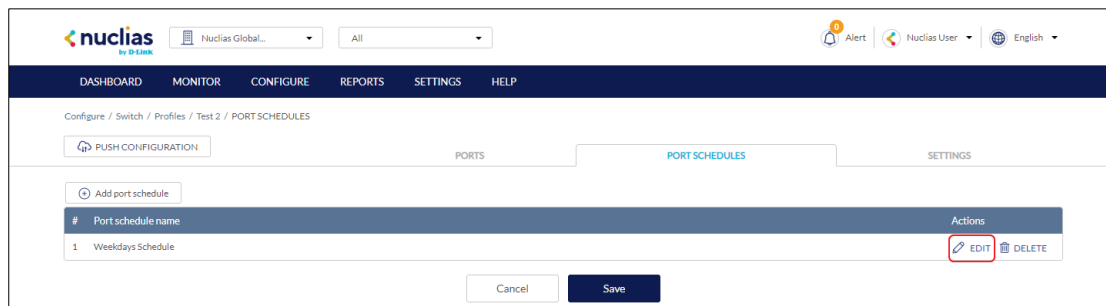 nuclias
by D-Link
Nuclias Global...
All
0
Alert
Nuclias User
English
DASHBOARD MONITOR CONFIGURE REPORTS SETTINGS HELP
Configure / Switch / Profiles / Test 2 / PORT SCHEDULES
PUSH CONFIGURATION
PORTS PORT SCHEDULES SETTINGS
Add port schedule
# Port schedule name Actions
1 Weekdays Schedule EDIT DELETE
Cancel Save